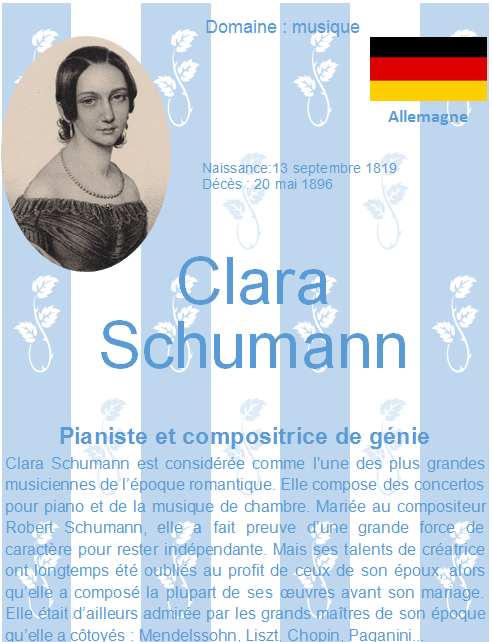 Domaine : musique
Allemagne
Naissance:13 septembre 1819
Décès : 20 mai 1896
Clara
Schumann
Pianiste et compositrice de génie
Clara Schumann est considérée comme l'une des plus grandes
musiciennes de l'époque romantique. Elle compose des concertos
pour piano et de la musique de chambre. Mariée au compositeur
Robert Schumann, elle a fait preuve d'une grande force de
caractère pour rester indépendante. Mais ses talents de créatrice
ont longtemps été oubliés au profit de ceux de son époux, alors
qu'elle a composé la plupart de ses œuvres avant son mariage.
Elle était d'ailleurs admirée par les grands maîtres de son époque
qu'elle a côtoyés : Mendelssohn, Liszt, Chopin, Paganini...